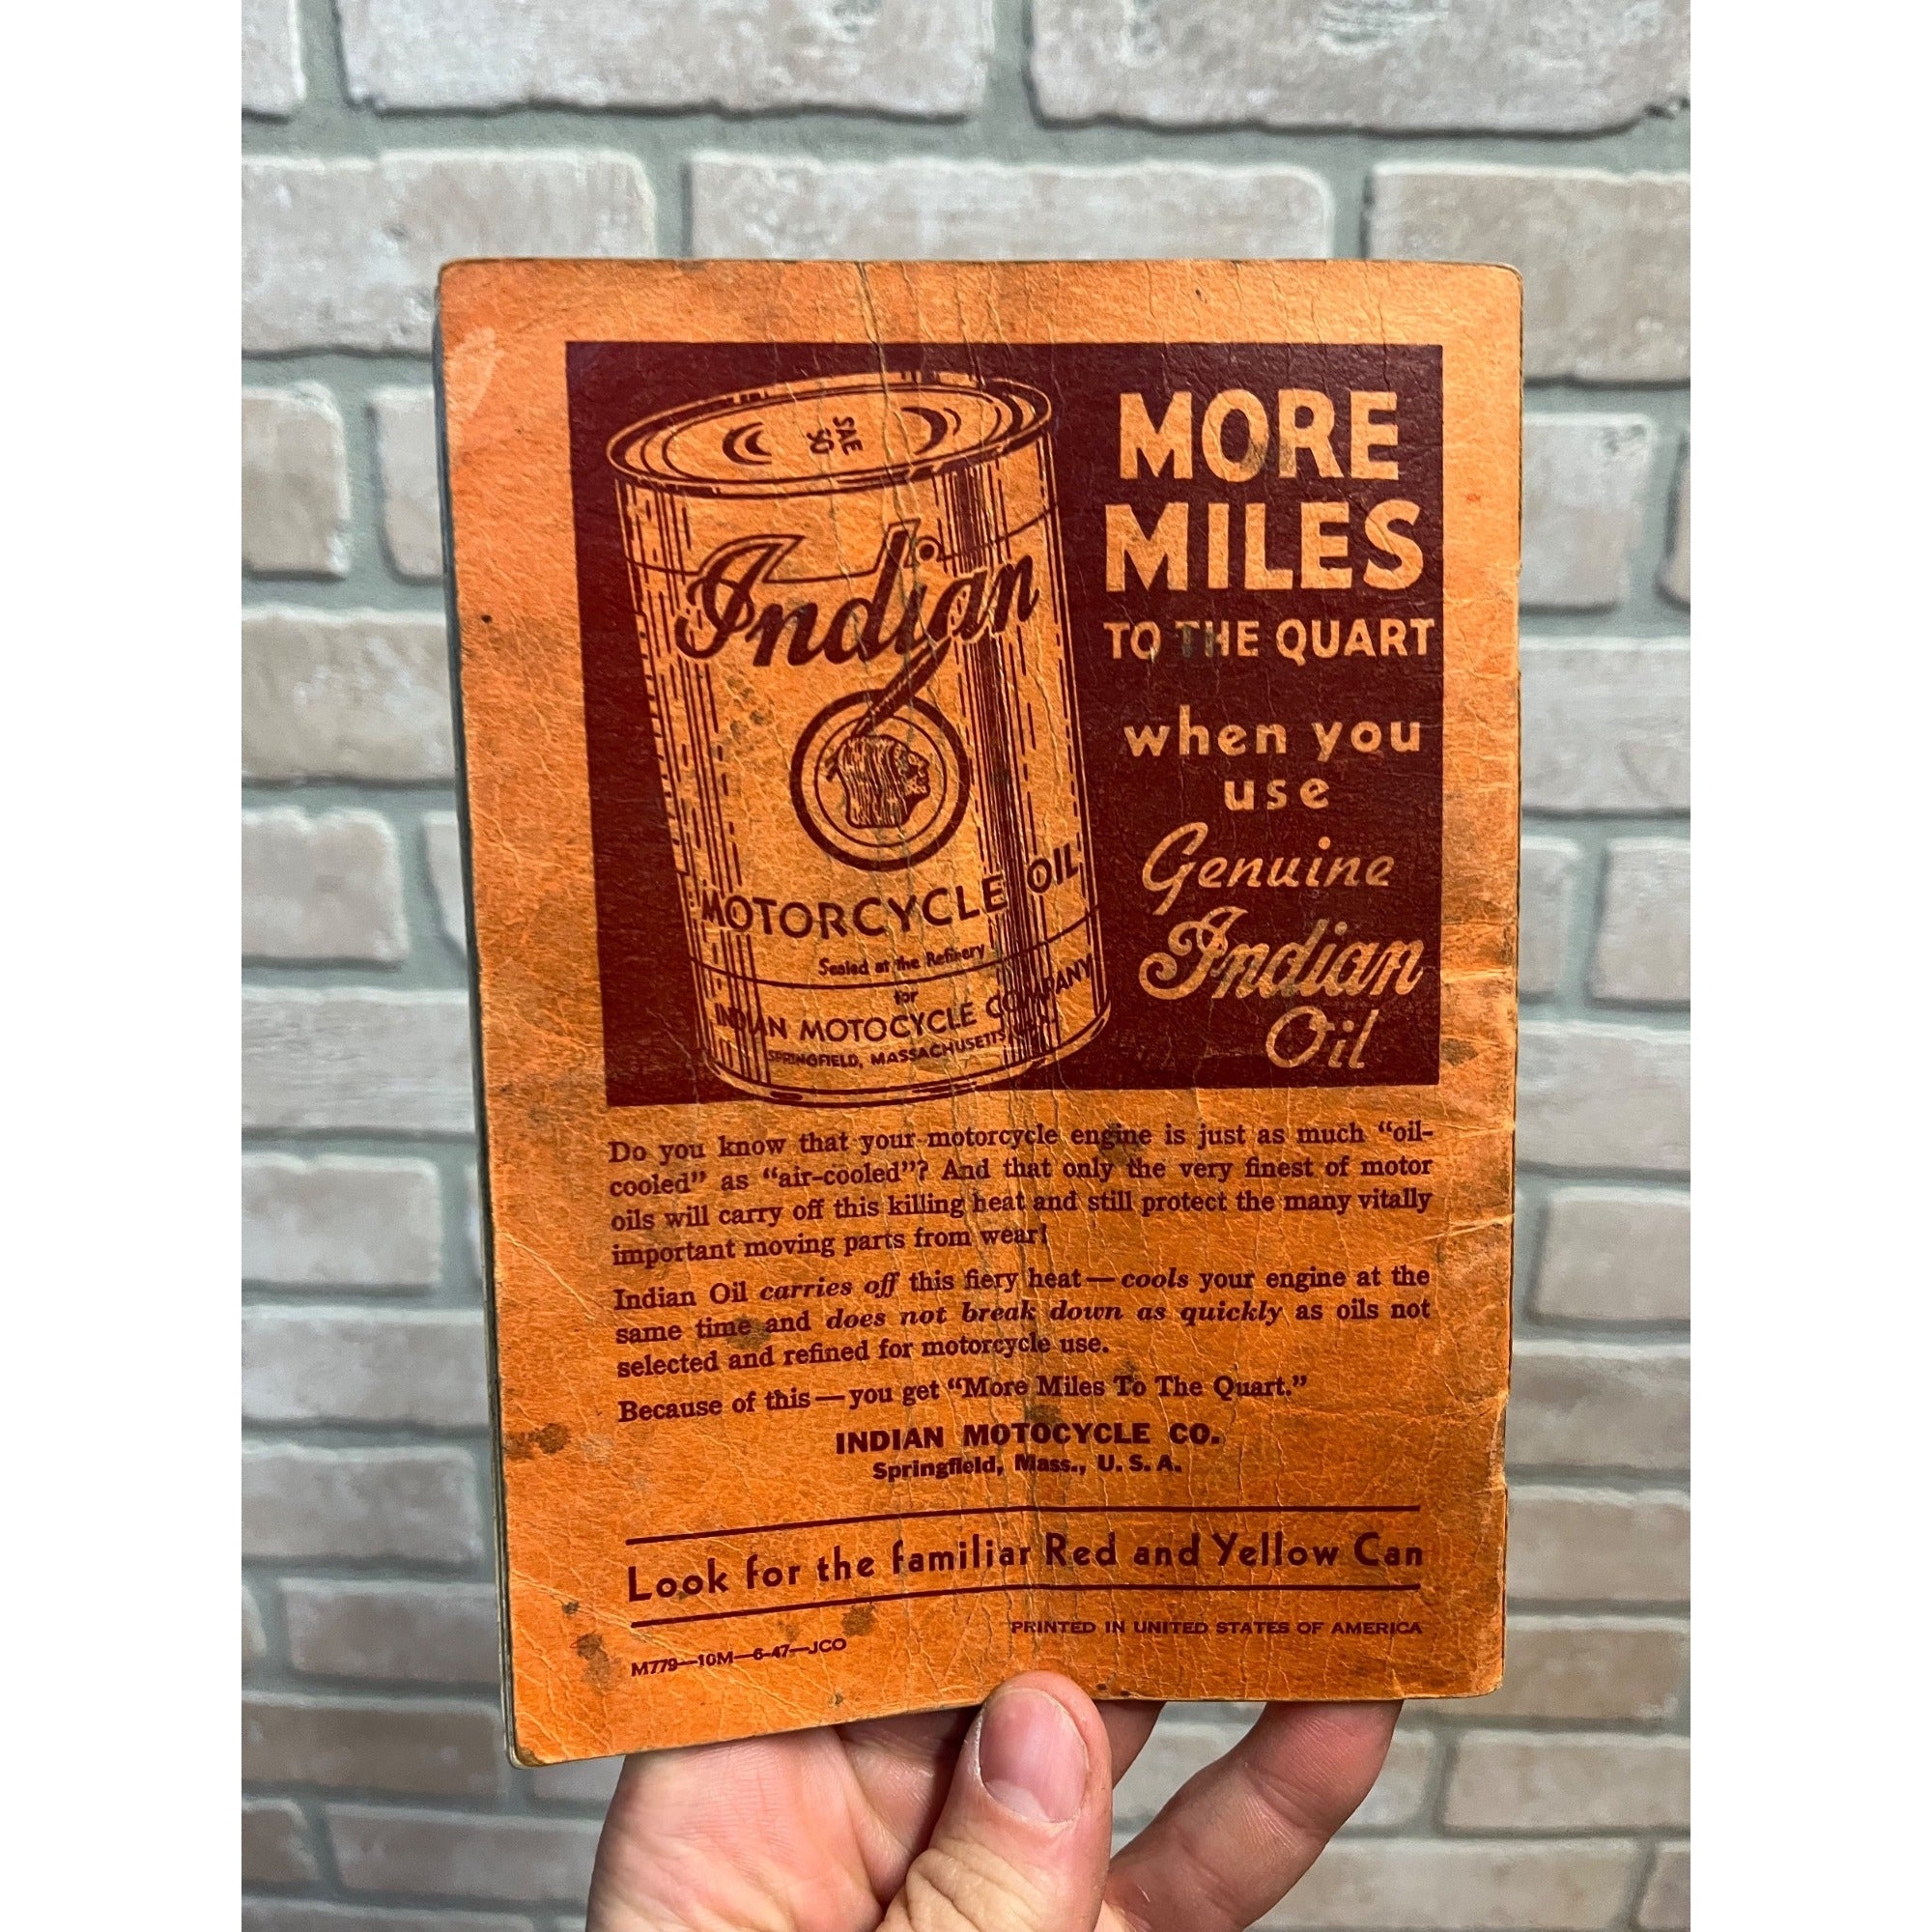 SAE
50
Indian
MOTORCYCLE OIL
Sealed at the Refinery
for
INDIAN MOTOCYCLE COMPANY
SPRINGFIELD, MASSACHUSETTS
MORE
MILES
TO THE QUART
when you
use
Genuine
Indian
Oil
Do you know that your motorcycle engine is just as much “oil-
cooled” as “air-cooled”? And that only the very finest of motor
oils will carry off this killing heat and still protect the many vitally
important moving parts from wear!
Indian Oil carries off this fiery heat—cools your engine at the
same time and does not break down as quickly as oils not
selected and refined for motorcycle use.
Because of this—you get “More Miles To The Quart.”
INDIAN MOTOCYCLE CO.
Springfield, Mass., U. S. A.
Look for the familiar Red and Yellow Can
PRINTED IN UNITED STATES OF AMERICA
M779—10M—6-47—JCO